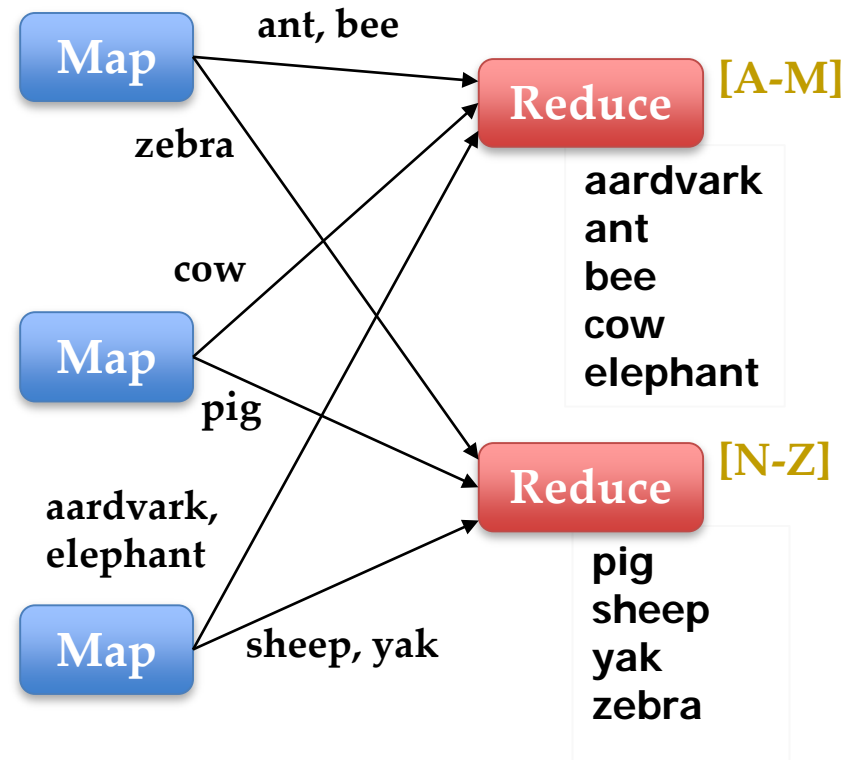 ant, bee
Map
Reduce
[A-M]
zebra
aardvark
ant
bee
cow
elephant
cow
Map
pig
Reduce
[N-Z]
aardvark,
elephant
pig
sheep
yak
zebra
Map
sheep, yak